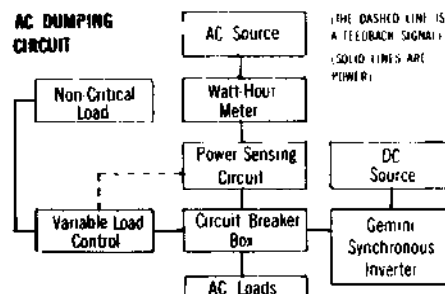 AC DUMPING
CIRCUIT
(THE DASHED LINE IS
A FEEDBACK SIGNAL)
(SOLID LINES ARE
POWER)
AC Source
Non-Critical
Load
Watt-Hour
Meter
Power Sensing
Circuit
DC
Source
Variable Load
Control
Circuit Breaker
Box
Gemini
Synchronous
Inverter
AC Loads